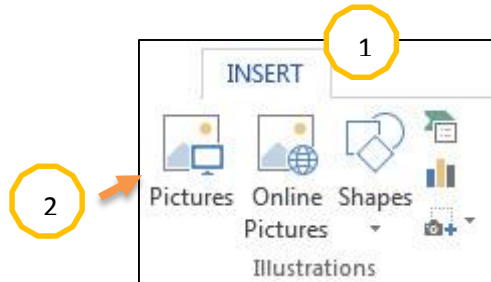 1
INSERT
2
Pictures Online Shapes
Pictures
Illustrations